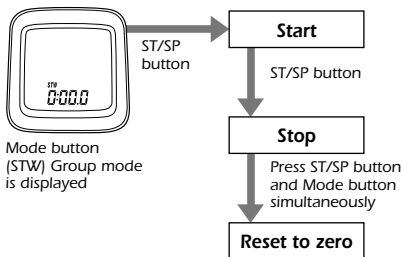 STW
0:00.0
Mode button
(STW) Group mode
is displayed
ST/SP
button
Start
ST/SP button
Stop
Press ST/SP button
and Mode button
simultaneously
Reset to zero